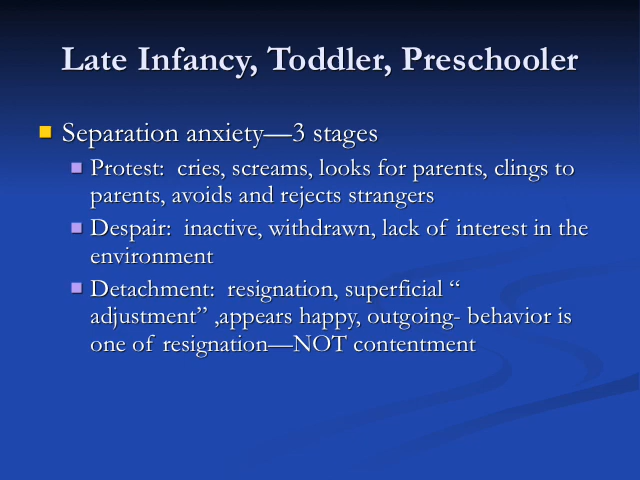 Late Infancy, Toddler, Preschooler
Separation anxiety—3 stages
Protest:  cries, screams, looks for parents, clings to
parents, avoids and rejects strangers
Despair:  inactive, withdrawn, lack of interest in the
environment
Detachment:  resignation, superficial “
adjustment” ,appears happy, outgoing- behavior is
one of resignation—NOT contentment